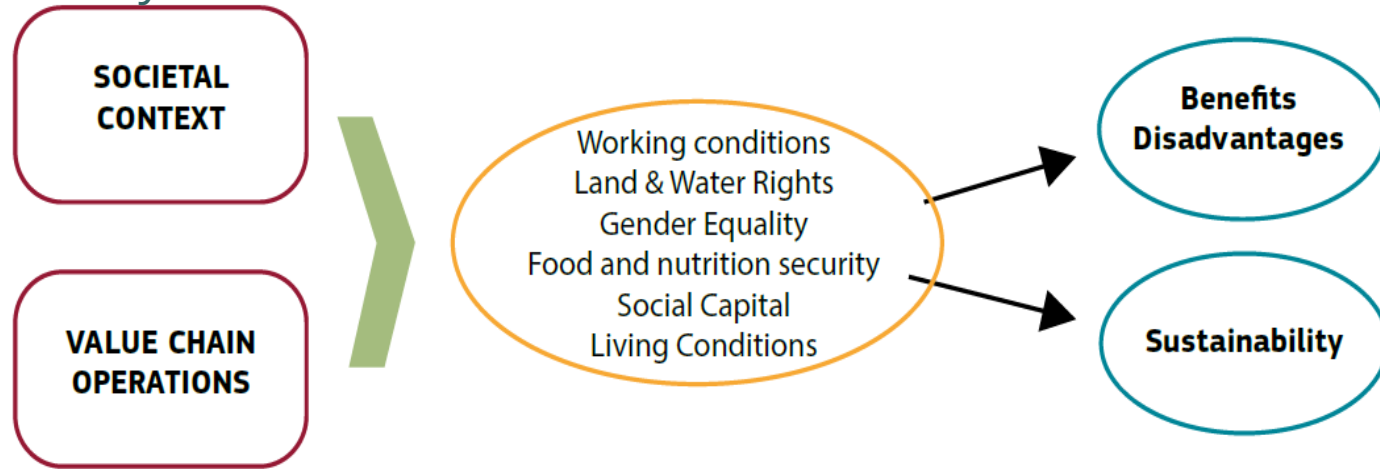 SOCIETAL
CONTEXT
VALUE CHAIN
OPERATIONS
Working conditions
Land & Water Rights
Gender Equality
Food and nutrition security
Social Capital
Living Conditions
Benefits
Disadvantages
Sustainability